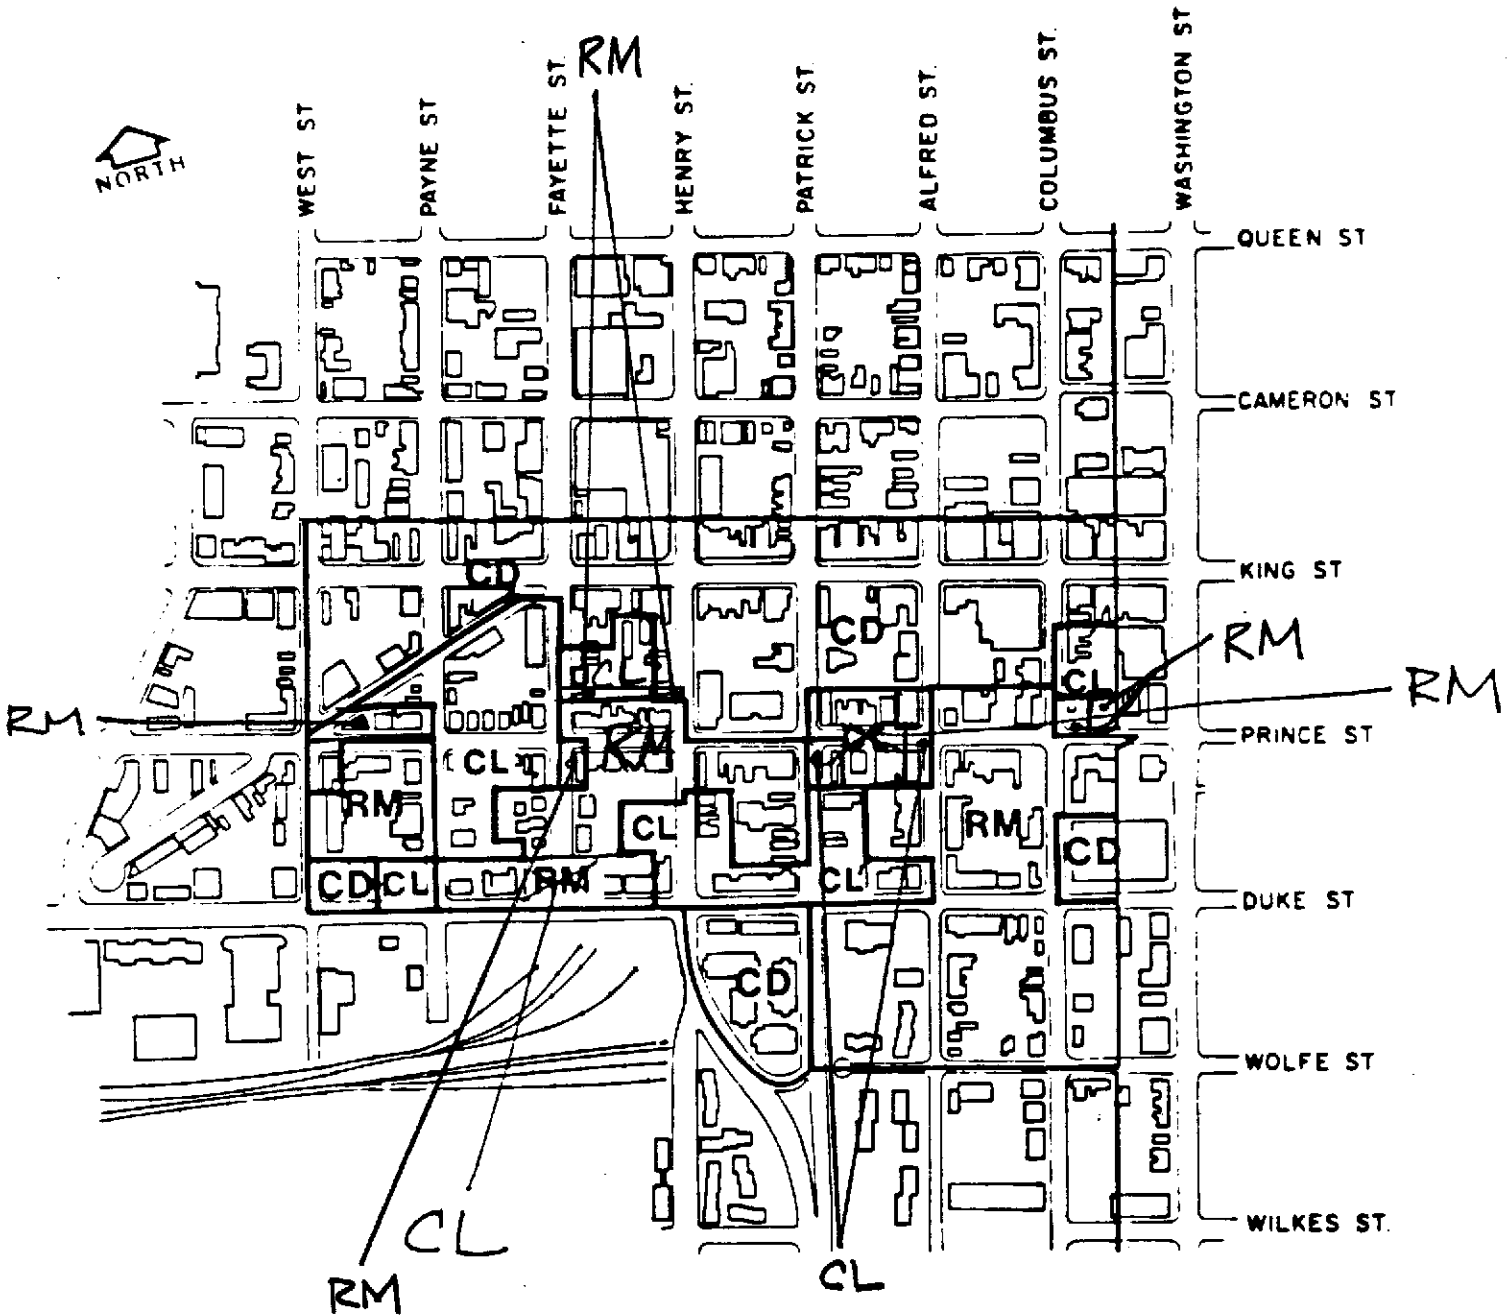 RM
NORTH
WEST ST
PAYNE ST
FAYETTE ST.
HENRY ST.
PATRICK ST.
ALFRED ST.
COLUMBUS ST.
WASHINGTON ST
QUEEN ST
CAMERON ST
KING ST
CD
CD
CL
CL
RM
RM
RM
PRINCE ST
RM
CL
RM
CL
RM
CD
CD
CL
RM
CL
DUKE ST
CD
WOLFE ST
WILKES ST.
CL
RM
CL